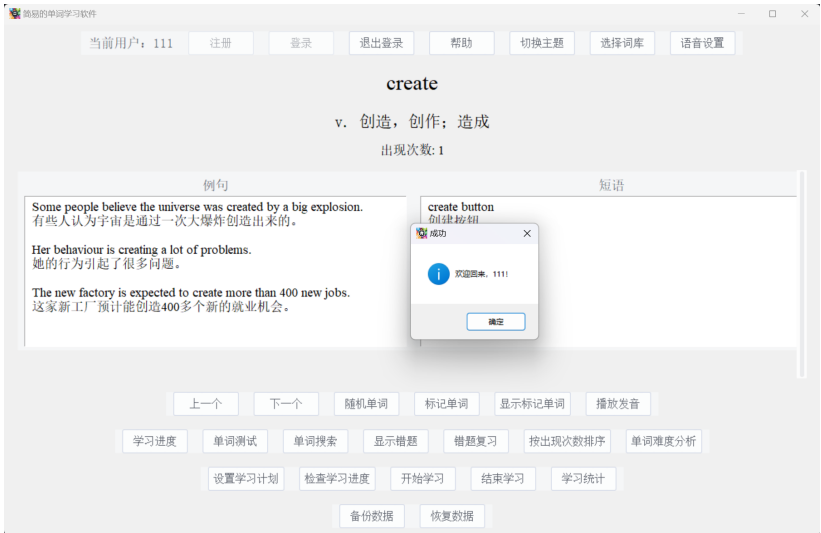 简易的单词学习软件
当前用户：111 注册 登录 退出登录 帮助 切换主题 选择词库 语音设置
create
v. 创造，创作；造成
出现次数: 1
例句 短语
Some people believe the universe was created by a big explosion.
有些人认为宇宙是通过一次大爆炸创造出来的。
Her behaviour is creating a lot of problems.
她的行为引起了很多问题。
The new factory is expected to create more than 400 new jobs.
这家新工厂预计能创造400多个新的就业机会。
create button
创建按钮
成功
欢迎回来，111!
确定
上一个 下一个 随机单词 标记单词 显示标记单词 播放发音
学习进度 单词测试 单词搜索 显示错题 错题复习 按出现次数排序 单词难度分析
设置学习计划 检查学习进度 开始学习 结束学习 学习统计
备份数据 恢复数据